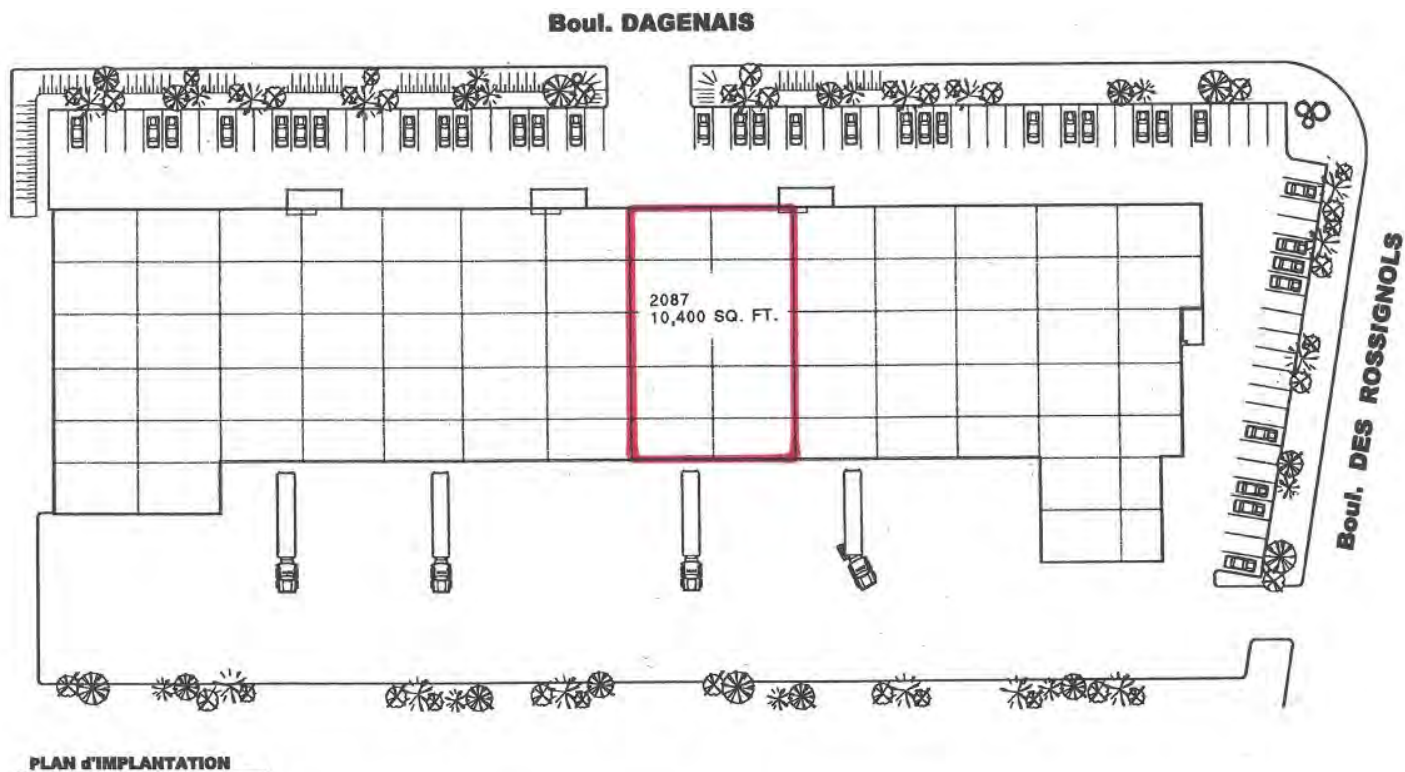 Boul. DAGENAIS
2087
10,400 SQ. FT.
Boul. DES ROSSIGNOLS
PLAN d'IMPLANTATION